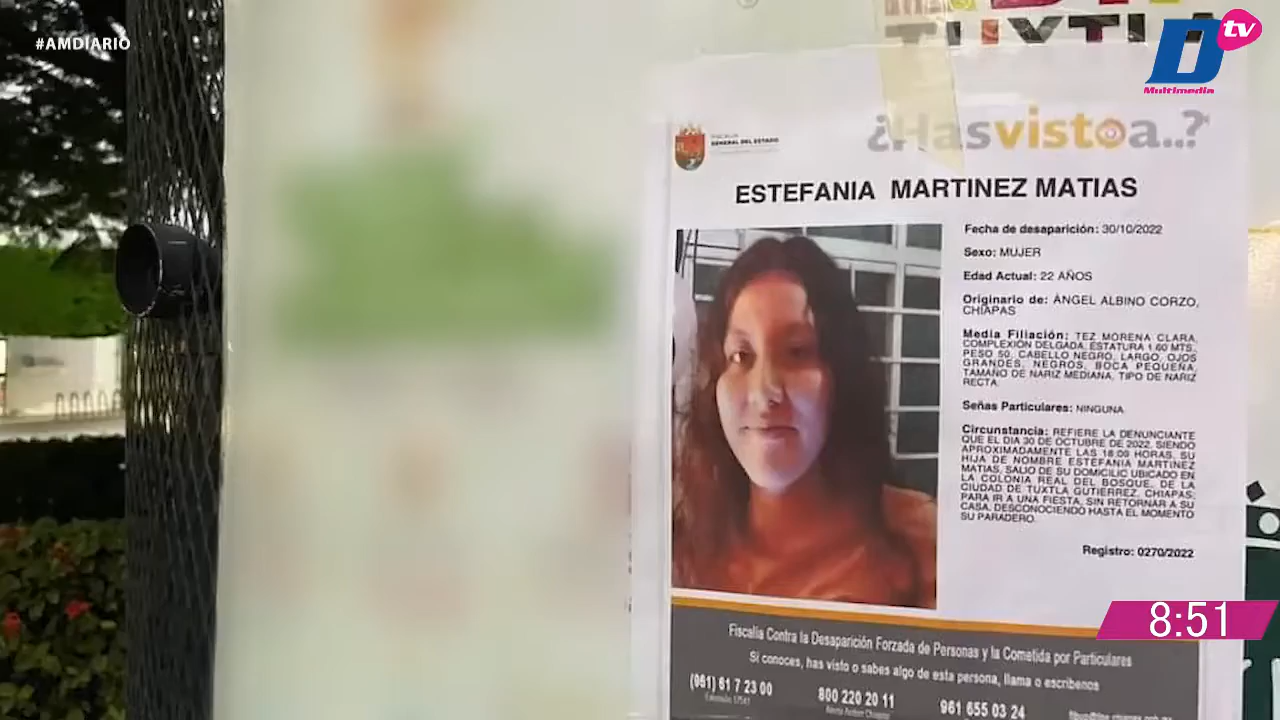 #AMDIARIO
TUXTLA
D tv
Multimedia
FISCALÍA
GENERAL DEL ESTADO
¿Hasvistoa..?
ESTEFANIA MARTINEZ MATIAS
Fecha de desaparición: 30/10/2022
Sexo: MUJER
Edad Actual: 22 AÑOS
Originario de: ÁNGEL ALBINO CORZO,
CHIAPAS
Media Filiación: TEZ MORENA CLARA,
COMPLEXIÓN DELGADA, ESTATURA 1.60 MTS,
PESO 50, CABELLO NEGRO, LARGO, OJOS
GRANDES, NEGROS, BOCA PEQUEÑA,
TAMAÑO DE NARIZ MEDIANA, TIPO DE NARIZ
RECTA
Señas Particulares: NINGUNA
Circunstancia: REFIERE LA DENUNCIANTE
QUE EL DIA 30 DE OCTUBRE DE 2022, SIENDO
APROXIMADAMENTE LAS 18:00 HORAS, SU
HIJA DE NOMBRE ESTEFANIA MARTINEZ
MATIAS, SALIO DE SU DOMICILIO UBICADO EN
LA COLONIA REAL DEL BOSQUE, DE LA
CIUDAD DE TUXTLA GUTIERREZ, CHIAPAS;
PARA IR A UNA FIESTA, SIN RETORNAR A SU
CASA, DESCONOCIENDO HASTA EL MOMENTO
SU PARADERO.
Registro: 0270/2022
8:51
Fiscalía Contra la Desaparición Forzada de Personas y la Cometida por Particulares
Si conoces, has visto o sabes algo de esta persona, llama o escríbenos
(961) 61 7 23 00
800 220 20 11
961 655 03 24